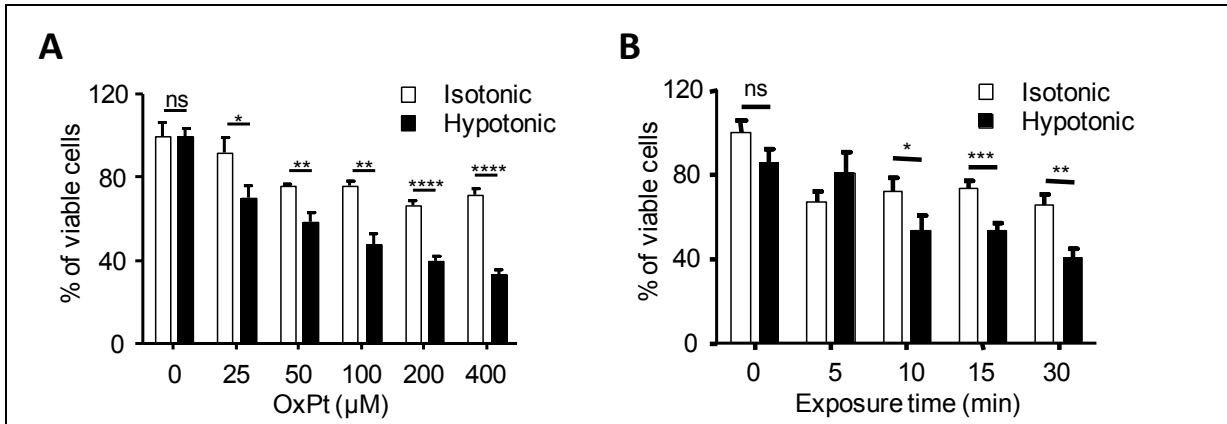 A
Isotonic
Hypotonic
120
80
40
0
% of viable cells
ns
*
**
**
****
****
0 25 50 100 200 400
OxPt (µM)
B
Isotonic
Hypotonic
120
80
40
0
% of viable cells
ns
*
***
**
0 5 10 15 30
Exposure time (min)